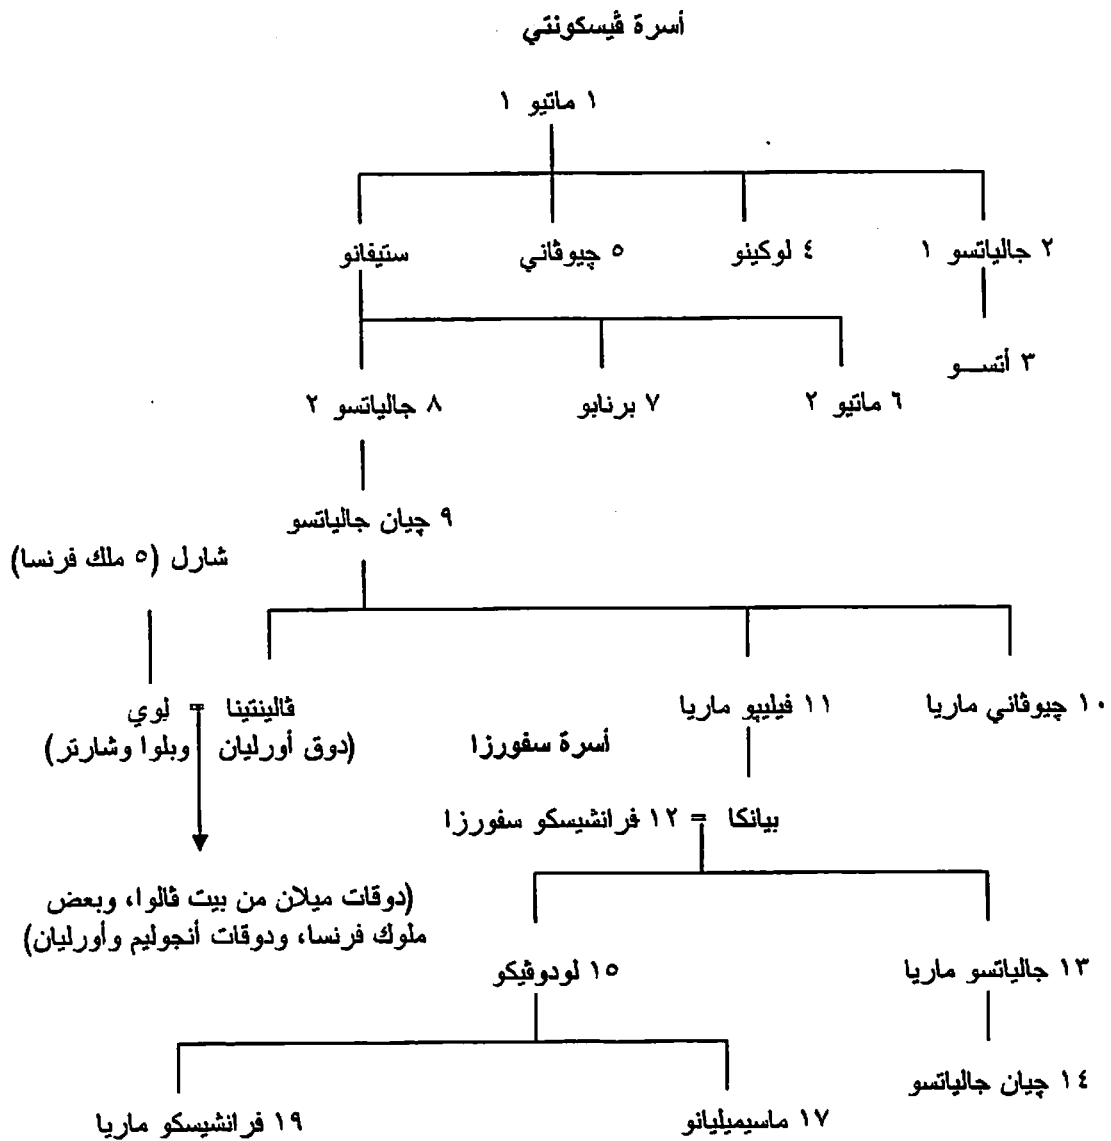 أسرة ڤيسكونتي
١ ماتيو ١
٢ جالياتسو ١
٤ لوكينو
٥ چيوڤاني
ستيفانو
٣ أتســو
٦ ماتيو ٢
٧ برنابو
٨ جالياتسو ٢
٩ چيان جالياتسو
شارل (٥ ملك فرنسا)
١٠ چيوڤاني ماريا
١١ فيليپو ماريا
ڤالينتينا = لوي
(دوق أورليان وبلوا وشارتر)
أسرة سفورزا
بيانكا = ١٢ فرانشيسكو سفورزا
(دوقات ميلان من بيت ڤالوا، وبعض
ملوك فرنسا، ودوقات أنجوليم وأورليان)
١٣ جالياتسو ماريا
١٥ لودوڤيكو
١٤ چيان جالياتسو
١٧ ماسيميليانو
١٩ فرانشيسكو ماريا